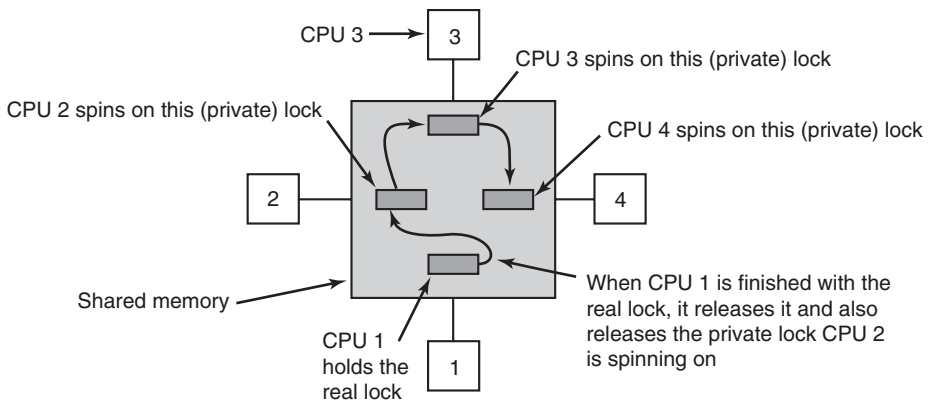 CPU 3
3
CPU 3 spins on this (private) lock
CPU 2 spins on this (private) lock
CPU 4 spins on this (private) lock
2
4
Shared memory
When CPU 1 is finished with the
real lock, it releases it and also
releases the private lock CPU 2
is spinning on
CPU 1
holds the
real lock
1